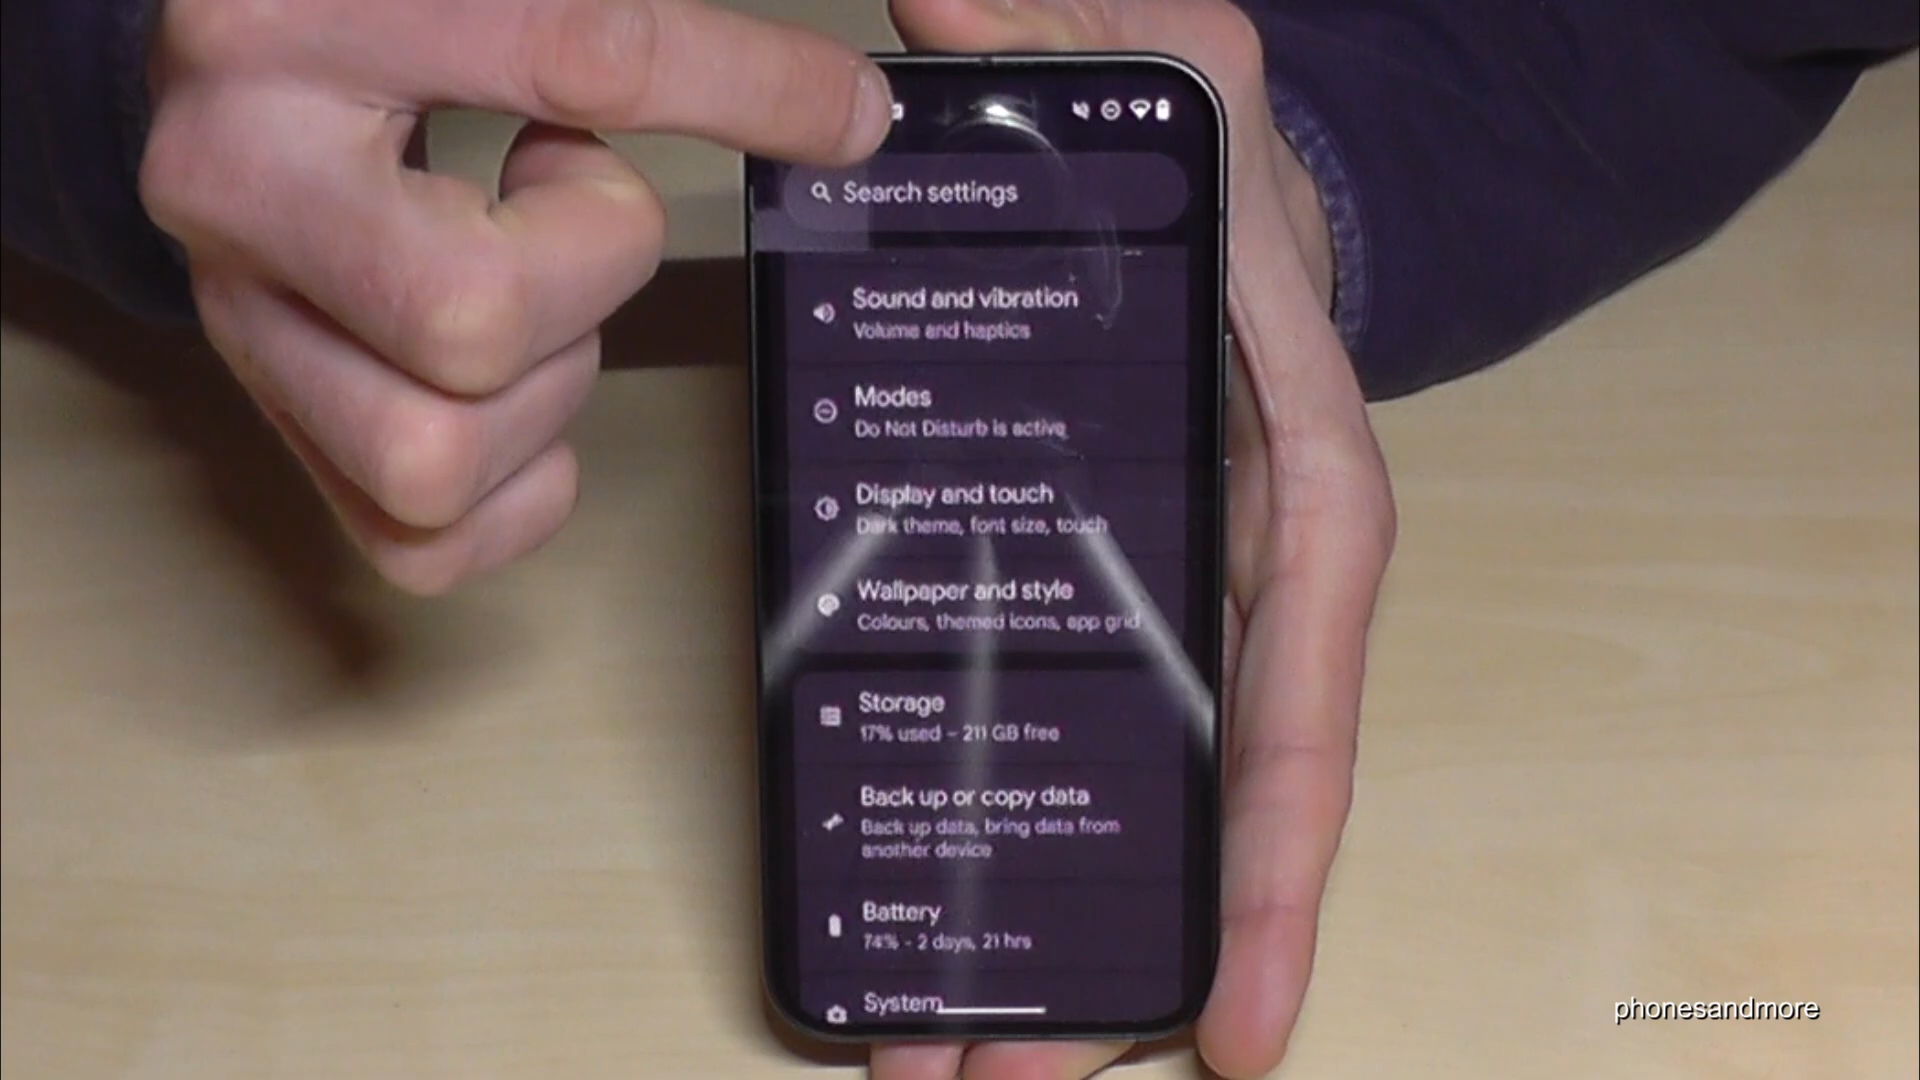 Search settings
Sound and vibration
Volume and haptics
Modes
Do Not Disturb is active
Display and touch
Dark theme, font size, touch
Wallpaper and style
Colours, themed icons, app grid
Storage
17% used - 211 GB free
Back up or copy data
Back up data, bring data from
another device
Battery
74% - 2 days, 21 hrs
System
phonesandmore